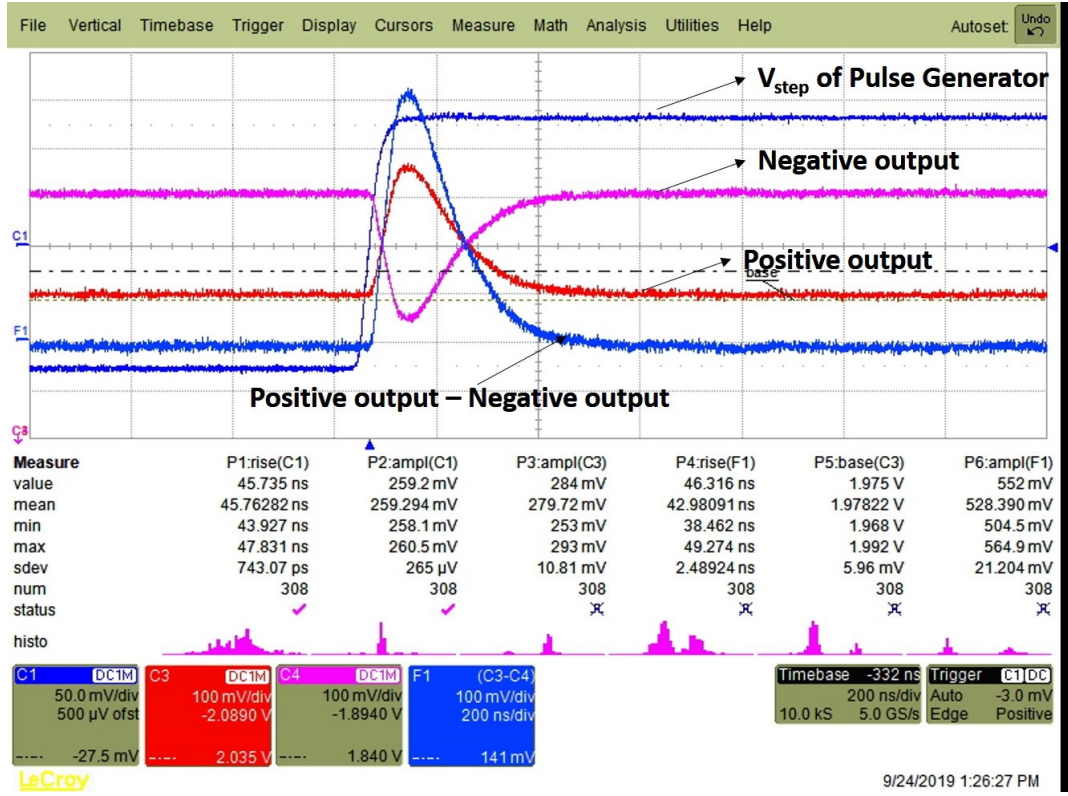 File Vertical Timebase Trigger Display Cursors Measure Math Analysis Utilities Help Autoset: Undo
Vstep of Pulse Generator
Negative output
C1
Positive output
base
F1
Positive output – Negative output
Measure P1:rise(C1) P2:ampl(C1) P3:ampl(C3) P4:rise(F1) P5:base(C3) P6:ampl(F1)
value 45.735 ns 259.2 mV 284 mV 46.316 ns 1.975 V 552 mV
mean 45.76282 ns 259.294 mV 279.72 mV 42.98091 ns 1.97822 V 528.390 mV
min 43.927 ns 258.1 mV 253 mV 38.462 ns 1.968 V 504.5 mV
max 47.831 ns 260.5 mV 293 mV 49.274 ns 1.992 V 564.9 mV
sdev 743.07 ps 265 µV 10.81 mV 2.48924 ns 5.96 mV 21.204 mV
num 308 308 308 308 308 308
status
histo
C1 DC1M C3 DC1M C4 DC1M F1 (C3-C4) Timebase -332 ns Trigger C1 DC
50.0 mV/div 100 mV/div 100 mV/div 100 mV/div 200 ns/div Auto -3.0 mV
500 µV ofst -2.0890 V -1.8940 V 200 ns/div 10.0 kS 5.0 GS/s Edge Positive
-27.5 mV 2.035 V 1.840 V 141 mV
LeCroy 9/24/2019 1:26:27 PM